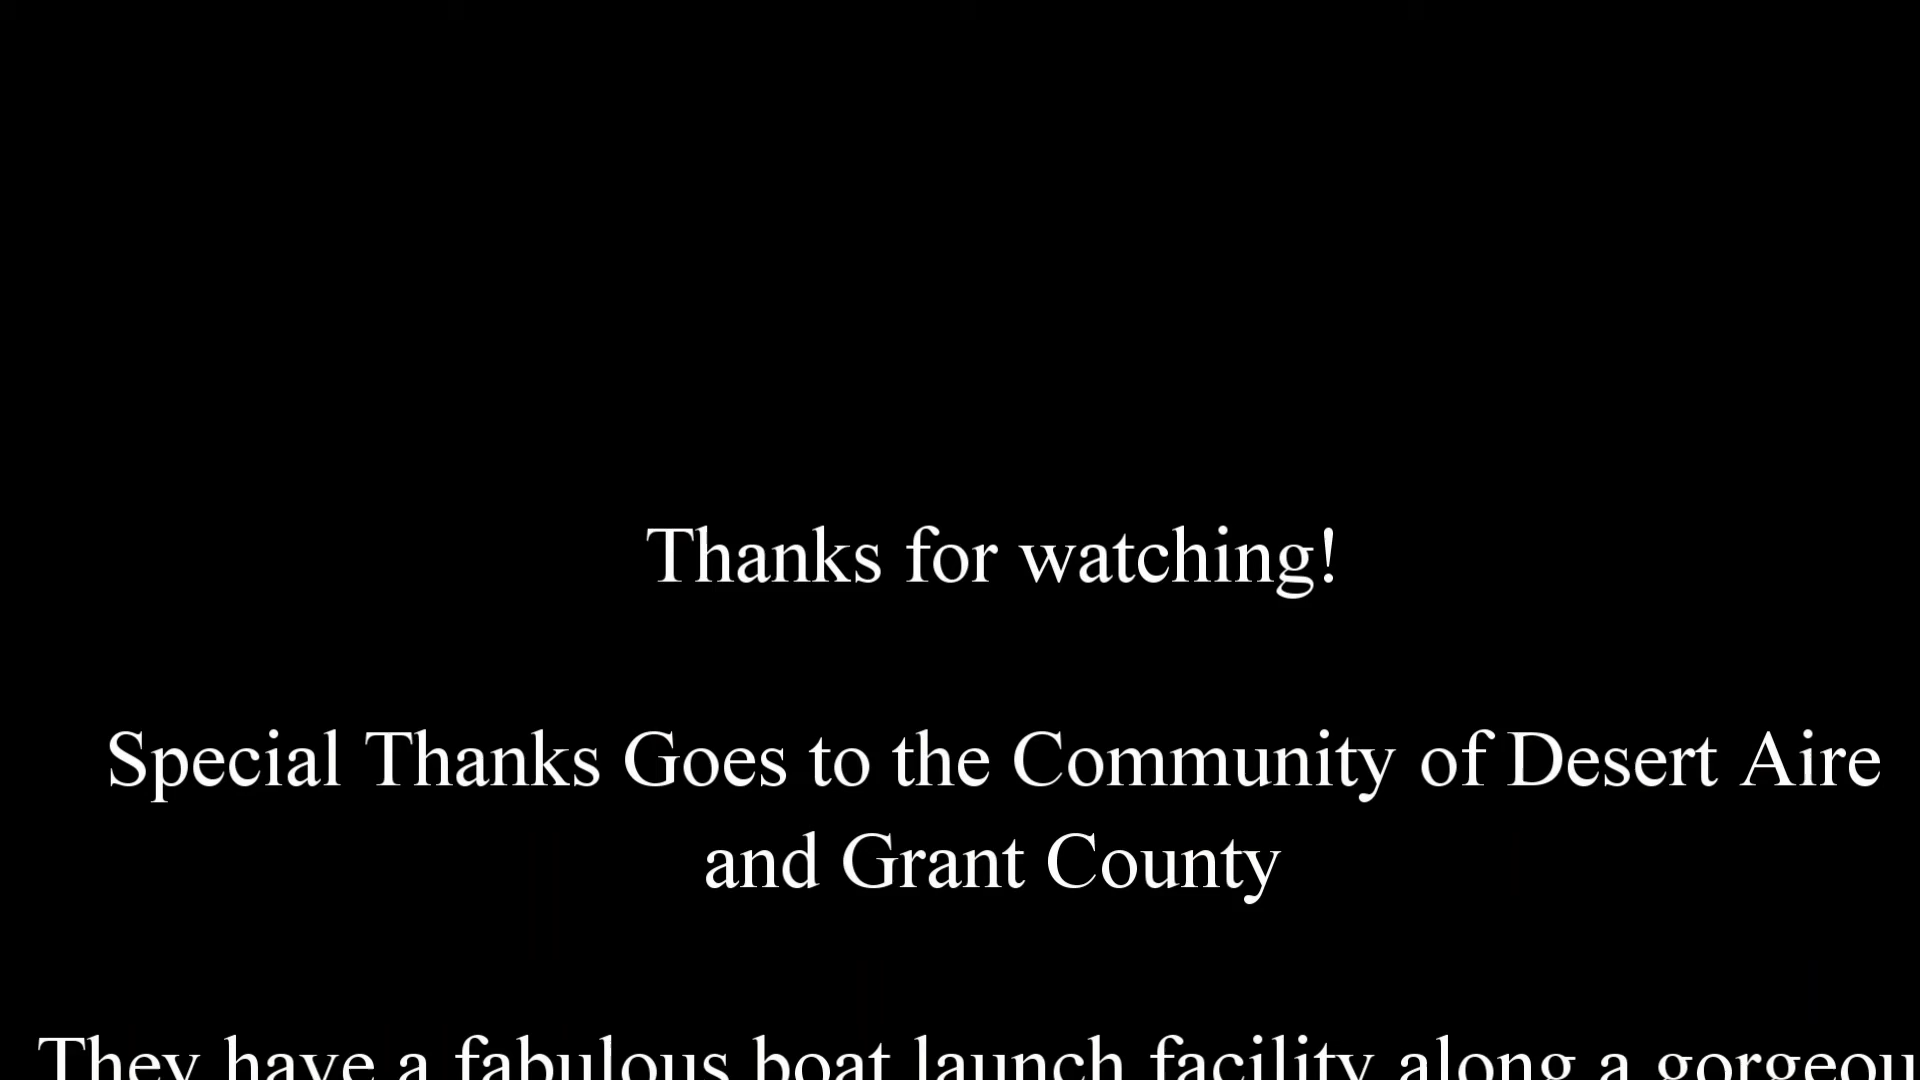 Thanks for watching!
Special Thanks Goes to the Community of Desert Aire
and Grant County
They have a fabulous boat launch facility along a gorgeou